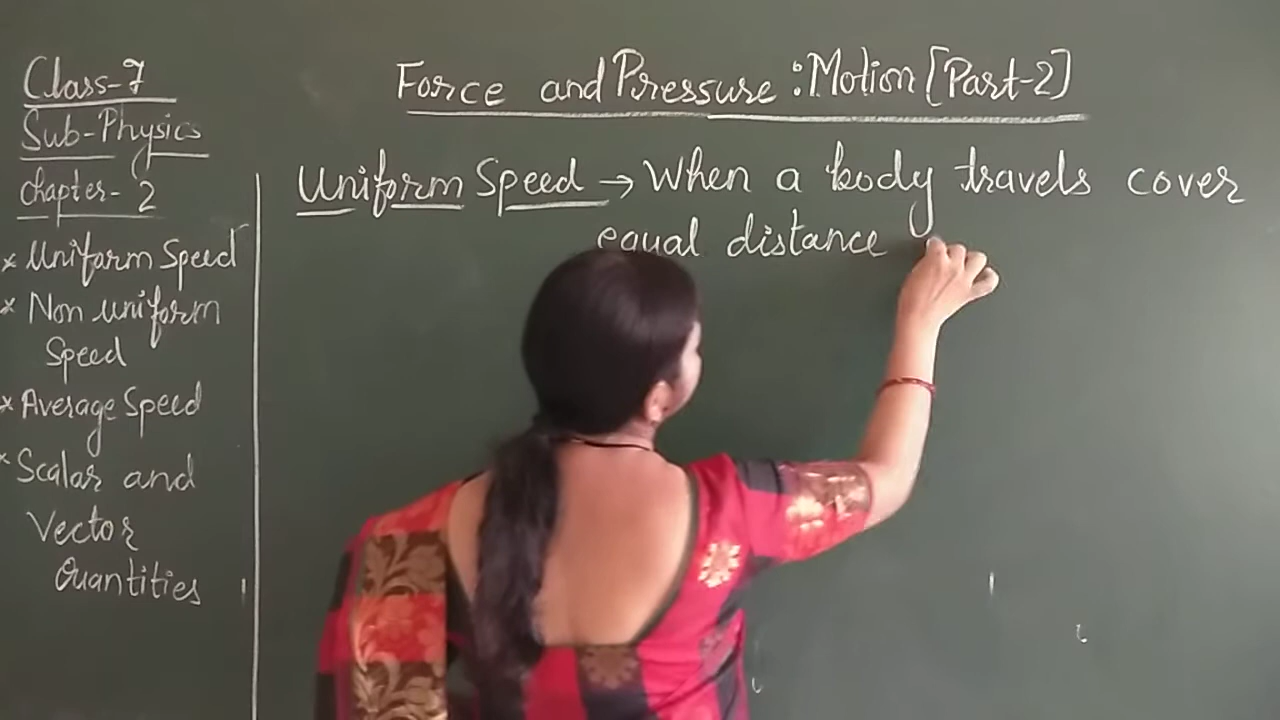 Class-7
Sub-Physics
Chapter-2
* Uniform Speed
* Non uniform
Speed
* Average Speed
* Scalar and
Vector
Quantities
Force and Pressure : Motion [Part-2]
Uniform Speed → When a body travels cover
equal distance